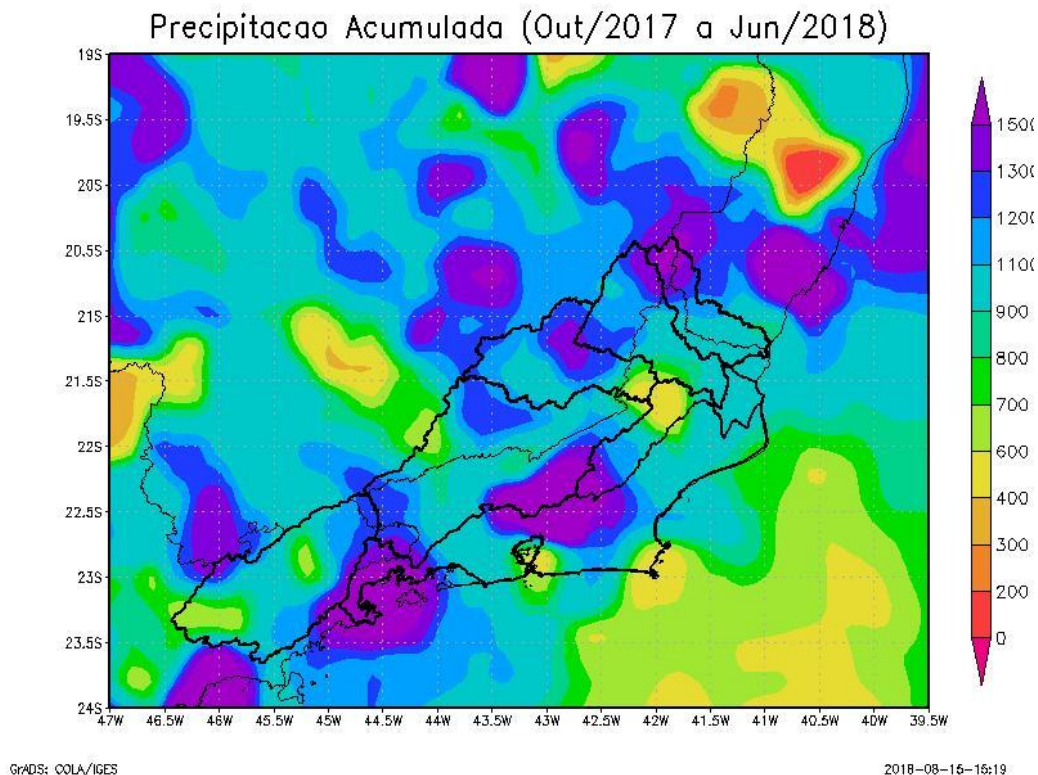 Precipitacao Acumulada (Out/2017 a Jun/2018)
18S
19.5S
20S
20.5S
21S
21.5S
22S
22.5S
23S
23.5S
24S
47W 46.5W 45.5W 45W 44.5W 44W 43.5W 43W 42.5W 42W 41.5W 41W 40.5W 40W 39.5W
150(
1300
1200
1100
900
800
700
600
400
300
200
0
GrADS: COLA/IGES
2018-08-15-15:19